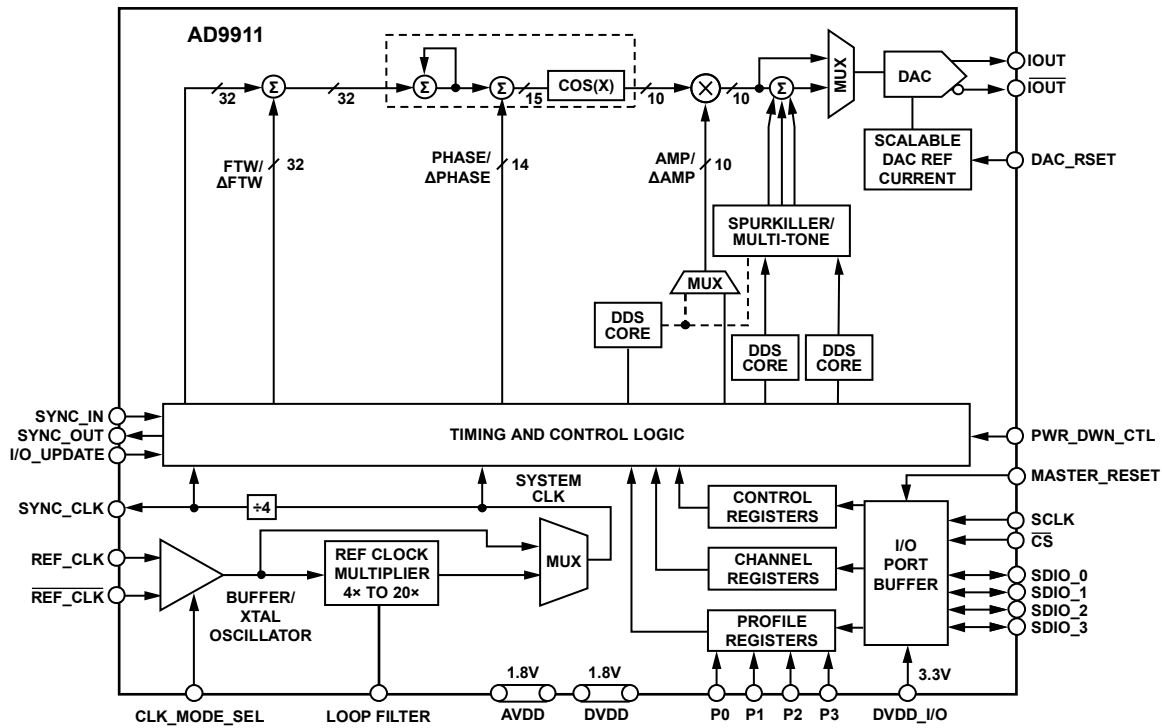 AD9911
32
Σ
32
Σ
Σ
15
COS(X)
10
10
Σ
MUX
DAC
IOUT
IOUT
SCALABLE
DAC REF
CURRENT
DAC_RSET
FTW/
ΔFTW
32
PHASE/
ΔPHASE
14
AMP/
ΔAMP
10
SPURKILLER/
MULTI-TONE
MUX
DDS
CORE
DDS
CORE
DDS
CORE
SYNC_IN
SYNC_OUT
I/O_UPDATE
TIMING AND CONTROL LOGIC
PWR_DWN_CTL
MASTER_RESET
SYNC_CLK
÷4
SYSTEM
CLK
REF_CLK
REF_CLK
BUFFER/
XTAL
OSCILLATOR
REF CLOCK
MULTIPLIER
4× TO 20×
MUX
CONTROL
REGISTERS
CHANNEL
REGISTERS
PROFILE
REGISTERS
I/O
PORT
BUFFER
SCLK
CS
SDIO_0
SDIO_1
SDIO_2
SDIO_3
1.8V
1.8V
3.3V
CLK_MODE_SEL
LOOP FILTER
AVDD
DVDD
P0
P1
P2
P3
DVDD_I/O